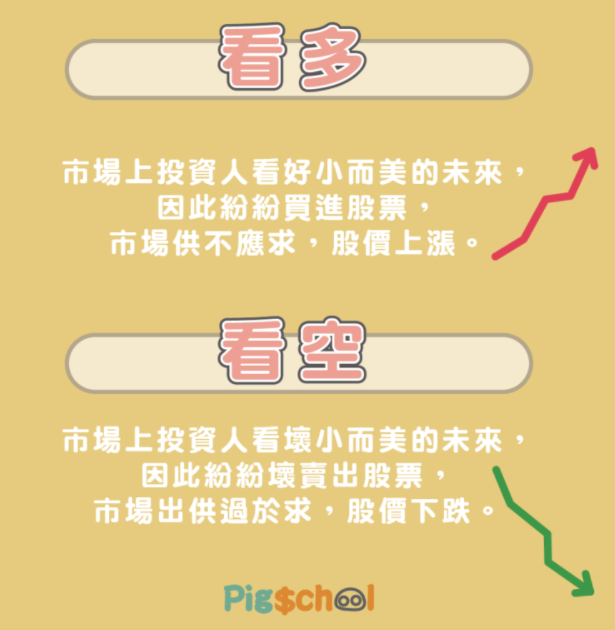 看多
市場上投資人看好小而美的未來，
因此紛紛買進股票，
市場供不應求，股價上漲。
看空
市場上投資人看壞小而美的未來，
因此紛紛壞賣出股票，
市場出供過於求，股價下跌。
Pig$chool